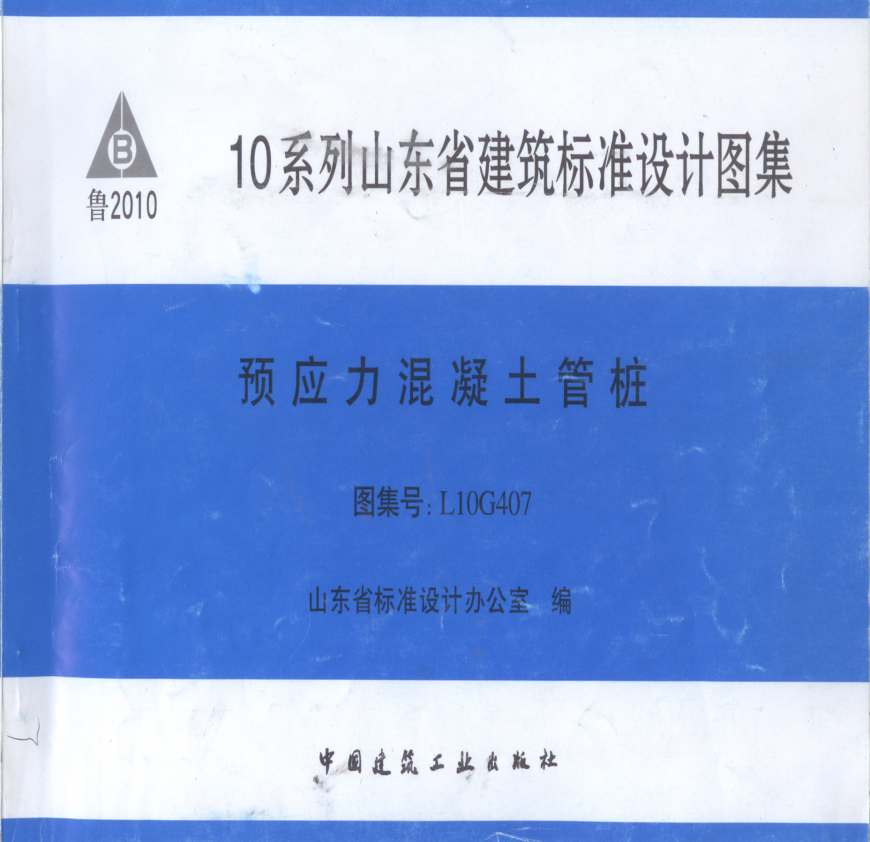 B
鲁2010
10系列山东省建筑标准设计图集
预应力混凝土管桩
图集号：L10G407
山东省标准设计办公室 编
中国建筑工业出版社